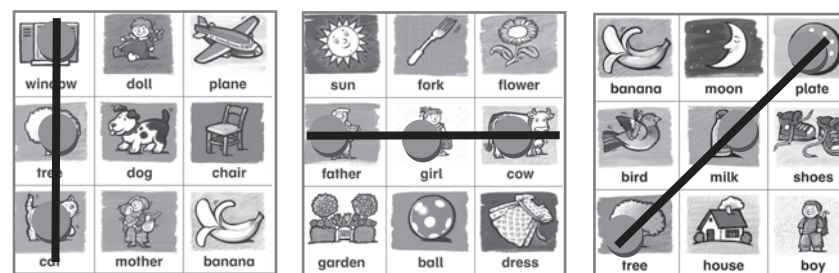 window doll plane
tree dog chair
cat mother banana
sun fork flower
father girl cow
garden ball dress
banana moon plate
bird milk shoes
tree house boy